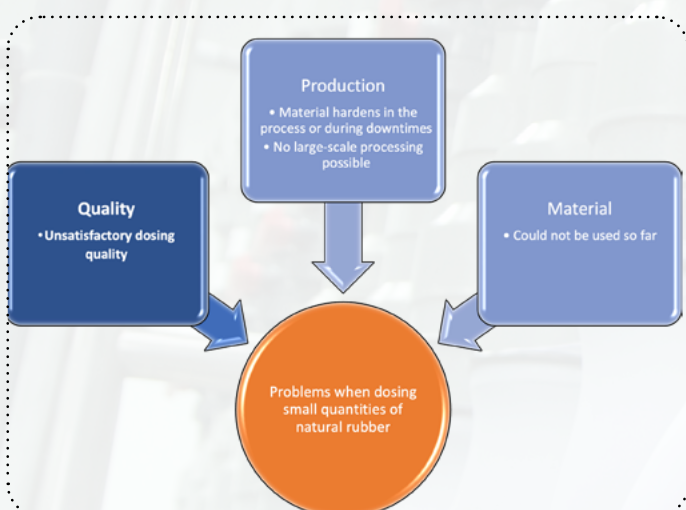 Production
• Material hardens in the
process or during downtimes
• No large-scale processing
possible
Quality
• Unsatisfactory dosing
quality
Material
• Could not be used so far
Problems when dosing
small quantities of
natural rubber